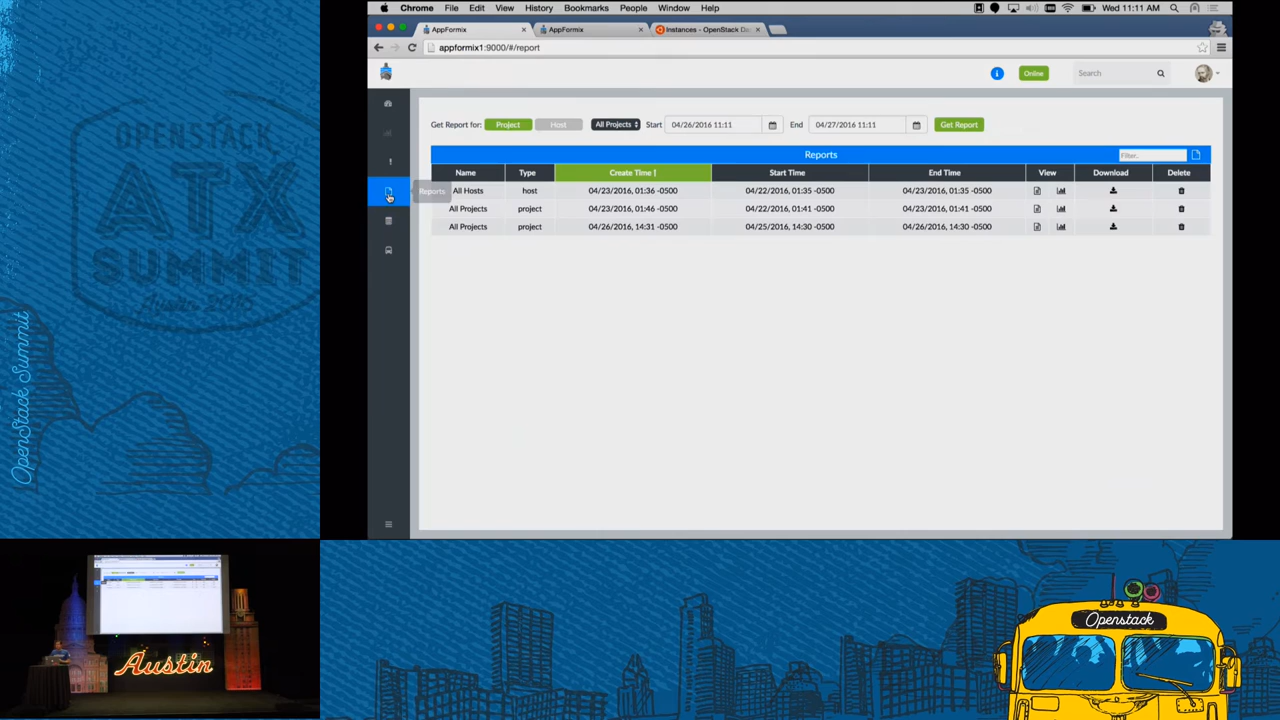 Chrome File Edit View History Bookmarks People Window Help
Wed 11:11 AM
AppFormix
AppFormix
Instances - OpenStack Da
appformix1:9000/#/report
Online
Search
Get Report for: Project Host All Projects Start 04/26/2016 11:11 End 04/27/2016 11:11 Get Report
Reports
Filter..
Name Type Create Time Start Time End Time View Download Delete
All Hosts host 04/23/2016, 01:36 -0500 04/22/2016, 01:35 -0500 04/23/2016, 01:35 -0500
All Projects project 04/23/2016, 01:46 -0500 04/22/2016, 01:41 -0500 04/23/2016, 01:41 -0500
All Projects project 04/26/2016, 14:31 -0500 04/25/2016, 14:30 -0500 04/26/2016, 14:30 -0500
Reports
OPENSTACK
ATX
SUMMIT
Austin 2016
OpenStack Summit
Austin
Openstack